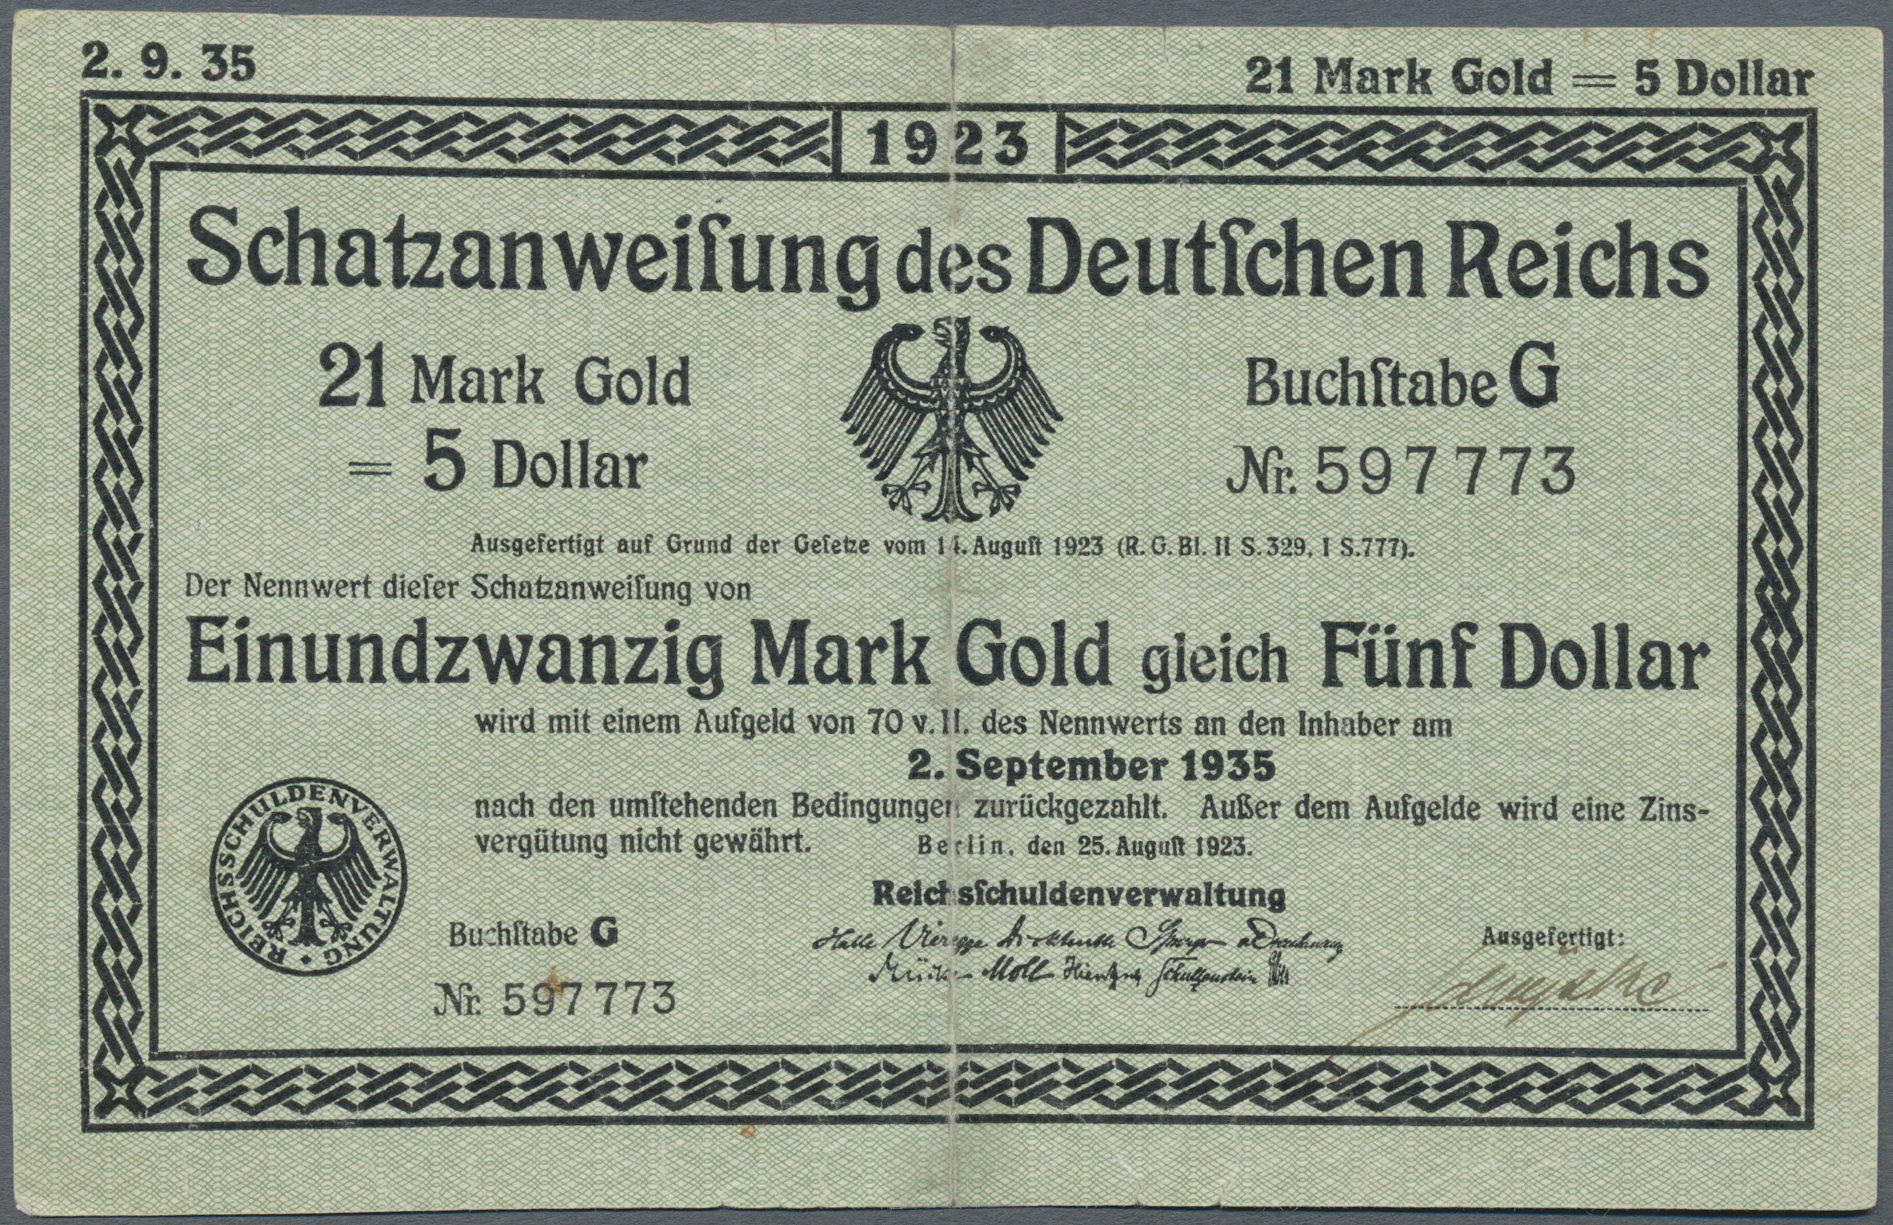 2. 9. 35
21 Mark Gold = 5 Dollar
1923
Schatzanweiſung des Deutſchen Reichs
21 Mark Gold
= 5 Dollar
Buchſtabe G
Nr. 597773
Ausgefertigt auf Grund der Geſetze vom 14. Auguſt 1923 (R. G. Bl. II S. 329, I S. 777).
Der Nennwert dieſer Schatzanweiſung von
Einundzwanzig Mark Gold gleich Fünf Dollar
wird mit einem Aufgeld von 70 v. H. des Nennwerts an den Inhaber am
2. September 1935
nach den umſtehenden Bedingungen zurückgezahlt. Außer dem Aufgelde wird eine Zins-
vergütung nicht gewährt.
Berlin, den 25. Auguſt 1923.
Reichsſchuldenverwaltung
REICHSSCHULDENVERWALTUNG
Halle Vieregge
Moll
Buchſtabe G
Nr. 597773
Ausgefertigt: